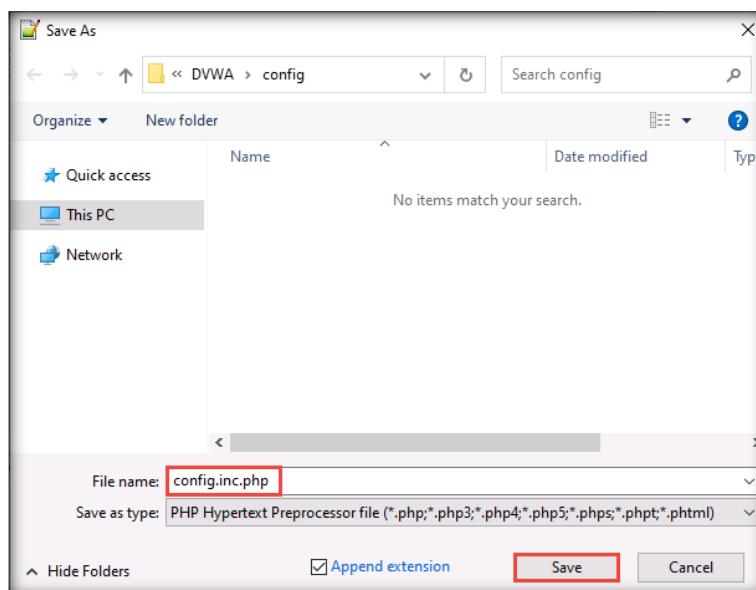 Save As
« DVWA › config
Search config
Organize
New folder
?
Name
Date modified
Typ
Quick access
No items match your search.
This PC
Network
File name: config.inc.php
Save as type: PHP Hypertext Preprocessor file (*.php;*.php3;*.php4;*.php5;*.phps;*.phpt;*.phtml)
Hide Folders
Append extension
Save
Cancel